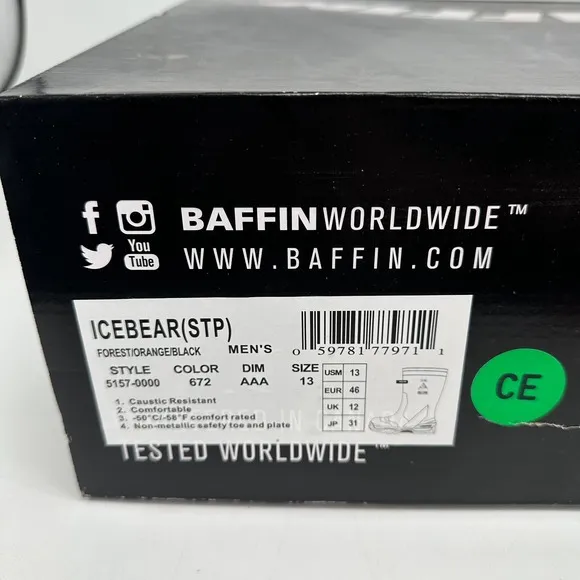 BAFFINWORLDWIDE™
You
Tube
WWW.BAFFIN.COM
ICEBEAR(STP)
FOREST/ORANGE/BLACK MEN'S
STYLE COLOR DIM SIZE
5157-0000 672 AAA 13
0 59781 77971 1
USM 13
EUR 46
UK 12
JP 31
1. Caustic Resistant
2. Comfortable
3. -50°C/-58°F comfort rated
4. Non-metallic safety toe and plate
CE
TESTED WORLDWIDE™